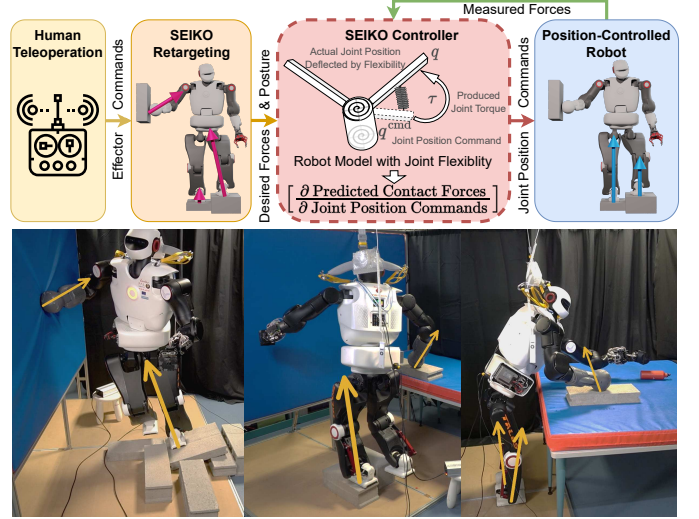 Measured Forces
Human
Teleoperation
Effector Commands
SEIKO
Retargeting
Desired Forces & Posture
SEIKO Controller
Actual Joint Position
Deflected by Flexibility
q
τ
Produced
Joint Torque
q^cmd
Joint Position Command
Robot Model with Joint Flexiblity
[ ∂ Predicted Contact Forces
∂ Joint Position Commands ]
Joint Position Commands
Position-Controlled
Robot